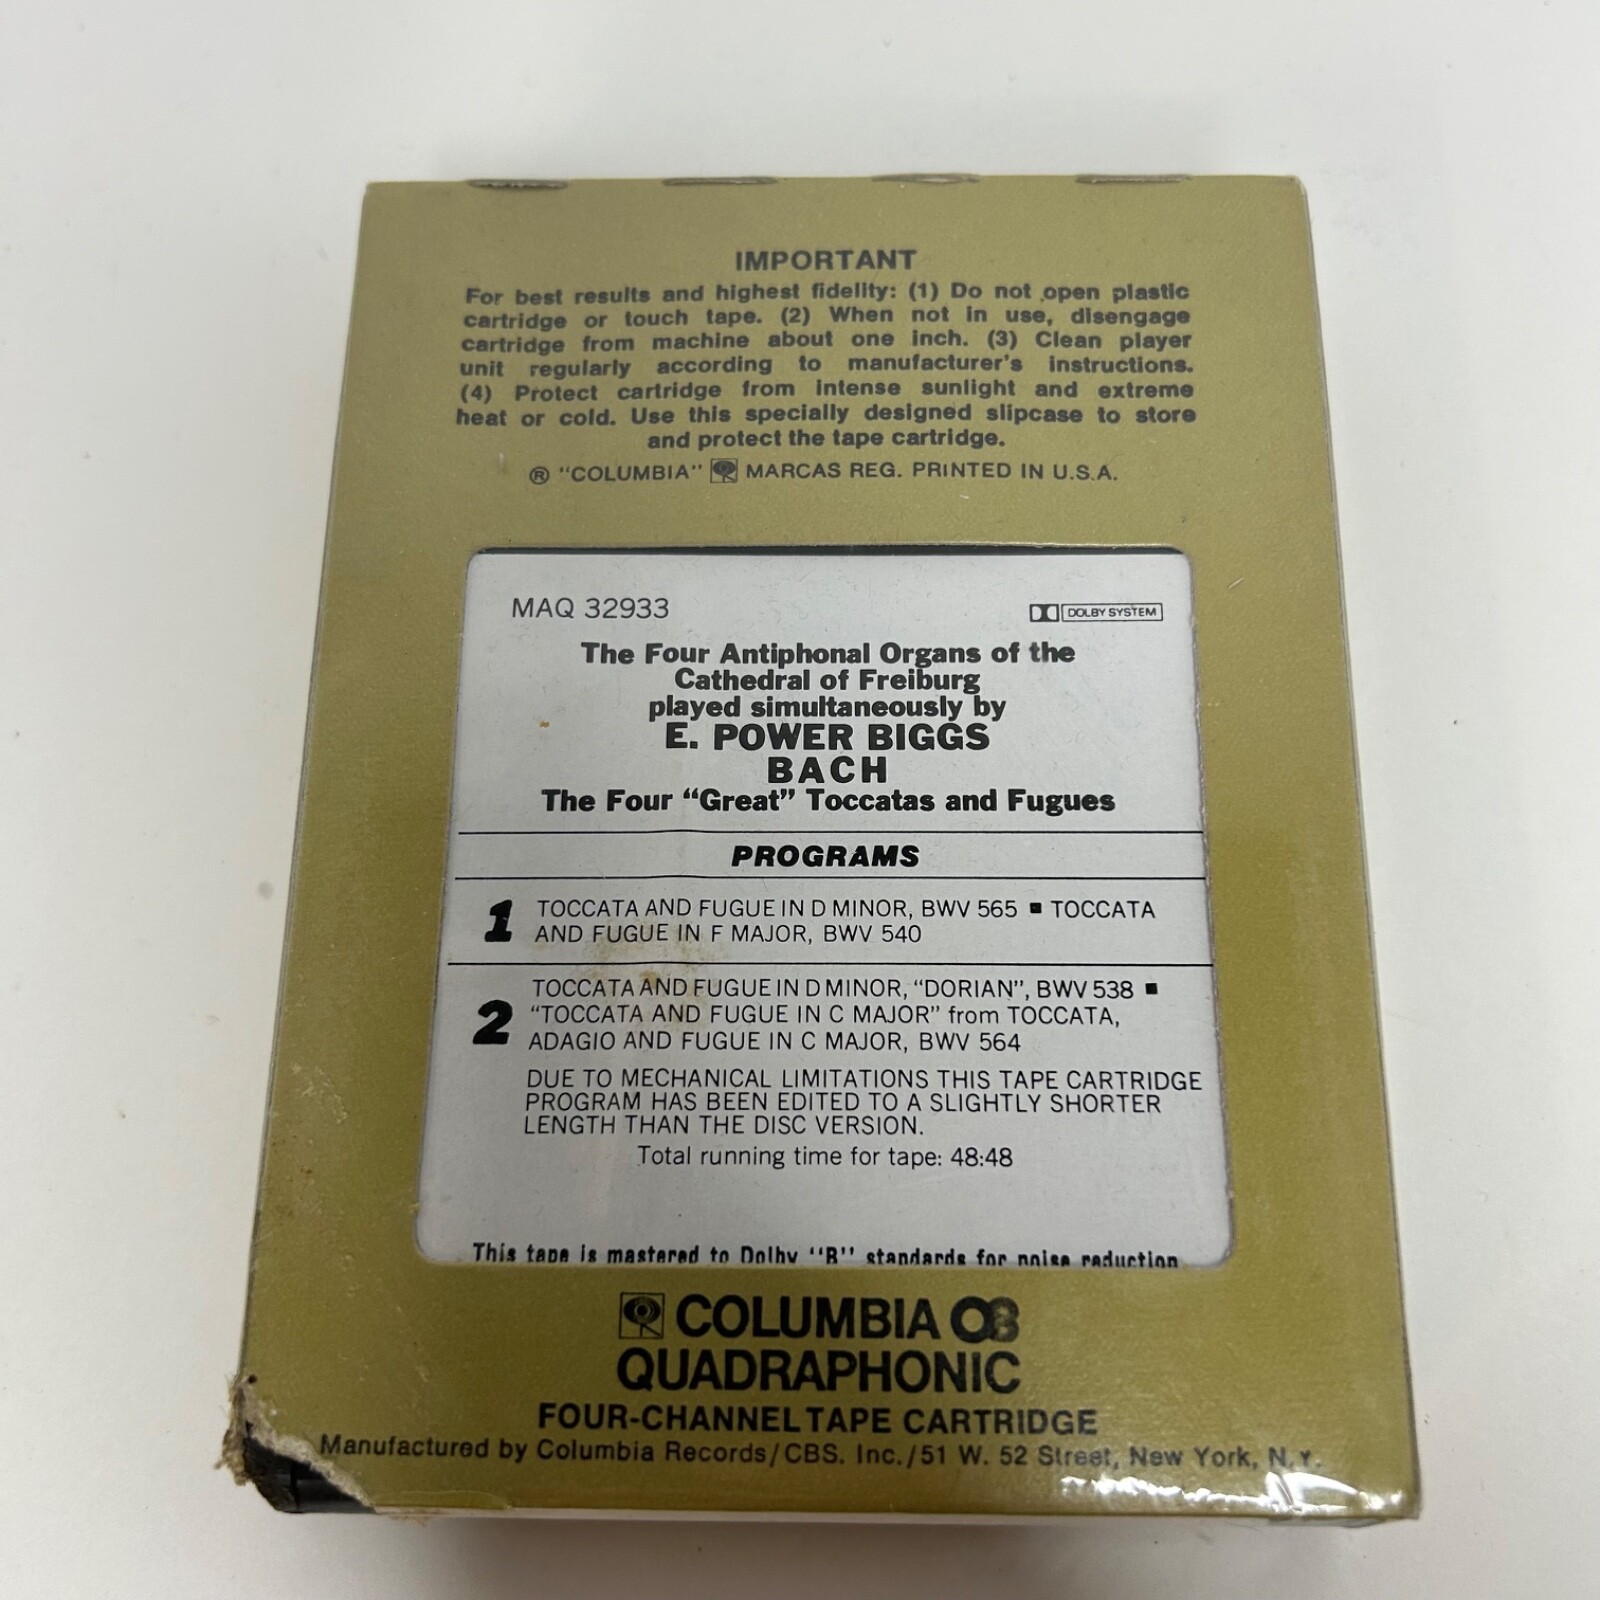 IMPORTANT
For best results and highest fidelity: (1) Do not open plastic
cartridge or touch tape. (2) When not in use, disengage
cartridge from machine about one inch. (3) Clean player
unit regularly according to manufacturer's instructions.
(4) Protect cartridge from intense sunlight and extreme
heat or cold. Use this specially designed slipcase to store
and protect the tape cartridge.
® "COLUMBIA" MARCAS REG. PRINTED IN U.S.A.
MAQ 32933 DOLBY SYSTEM
The Four Antiphonal Organs of the
Cathedral of Freiburg
played simultaneously by
E. POWER BIGGS
BACH
The Four “Great” Toccatas and Fugues
PROGRAMS
1 TOCCATA AND FUGUE IN D MINOR, BWV 565 ■ TOCCATA
AND FUGUE IN F MAJOR, BWV 540
2 TOCCATA AND FUGUE IN D MINOR, “DORIAN”, BWV 538 ■
“TOCCATA AND FUGUE IN C MAJOR” from TOCCATA,
ADAGIO AND FUGUE IN C MAJOR, BWV 564
DUE TO MECHANICAL LIMITATIONS THIS TAPE CARTRIDGE
PROGRAM HAS BEEN EDITED TO A SLIGHTLY SHORTER
LENGTH THAN THE DISC VERSION.
Total running time for tape: 48:48
This tape is mastered to Dolby "B" standards for noise reduction
COLUMBIA Q8
QUADRAPHONIC
FOUR-CHANNEL TAPE CARTRIDGE
Manufactured by Columbia Records/CBS. Inc./51 W. 52 Street, New York, N.Y.